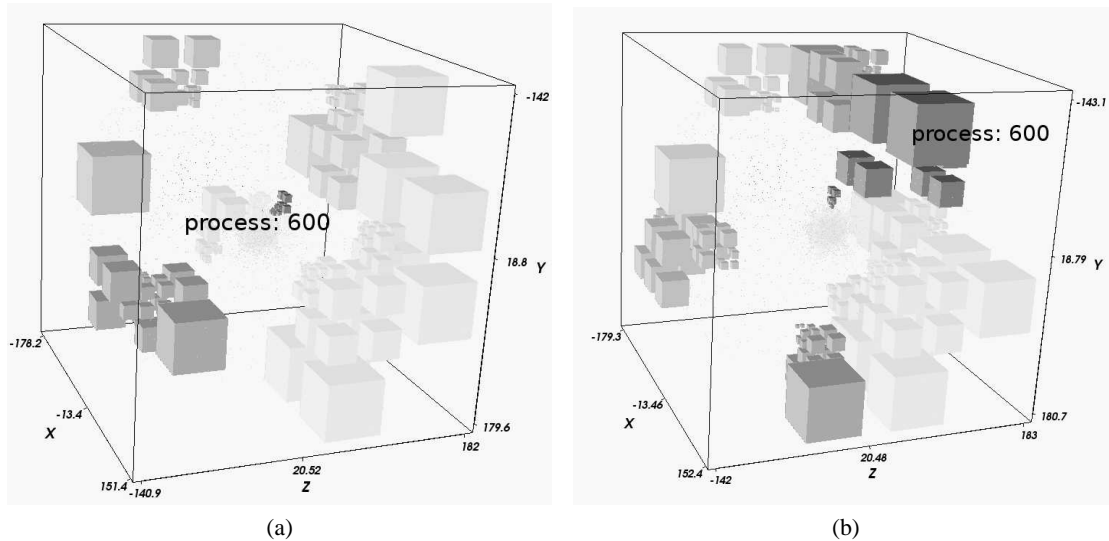 -142
process: 600
18.8
Y
-178.2
-13.4
X
179.6
182
20.52
Z
151.4
-140.9
(a)
-143.1
process: 600
18.79
Y
-179.3
-13.46
X
180.7
183
20.48
Z
152.4
-142
(b)